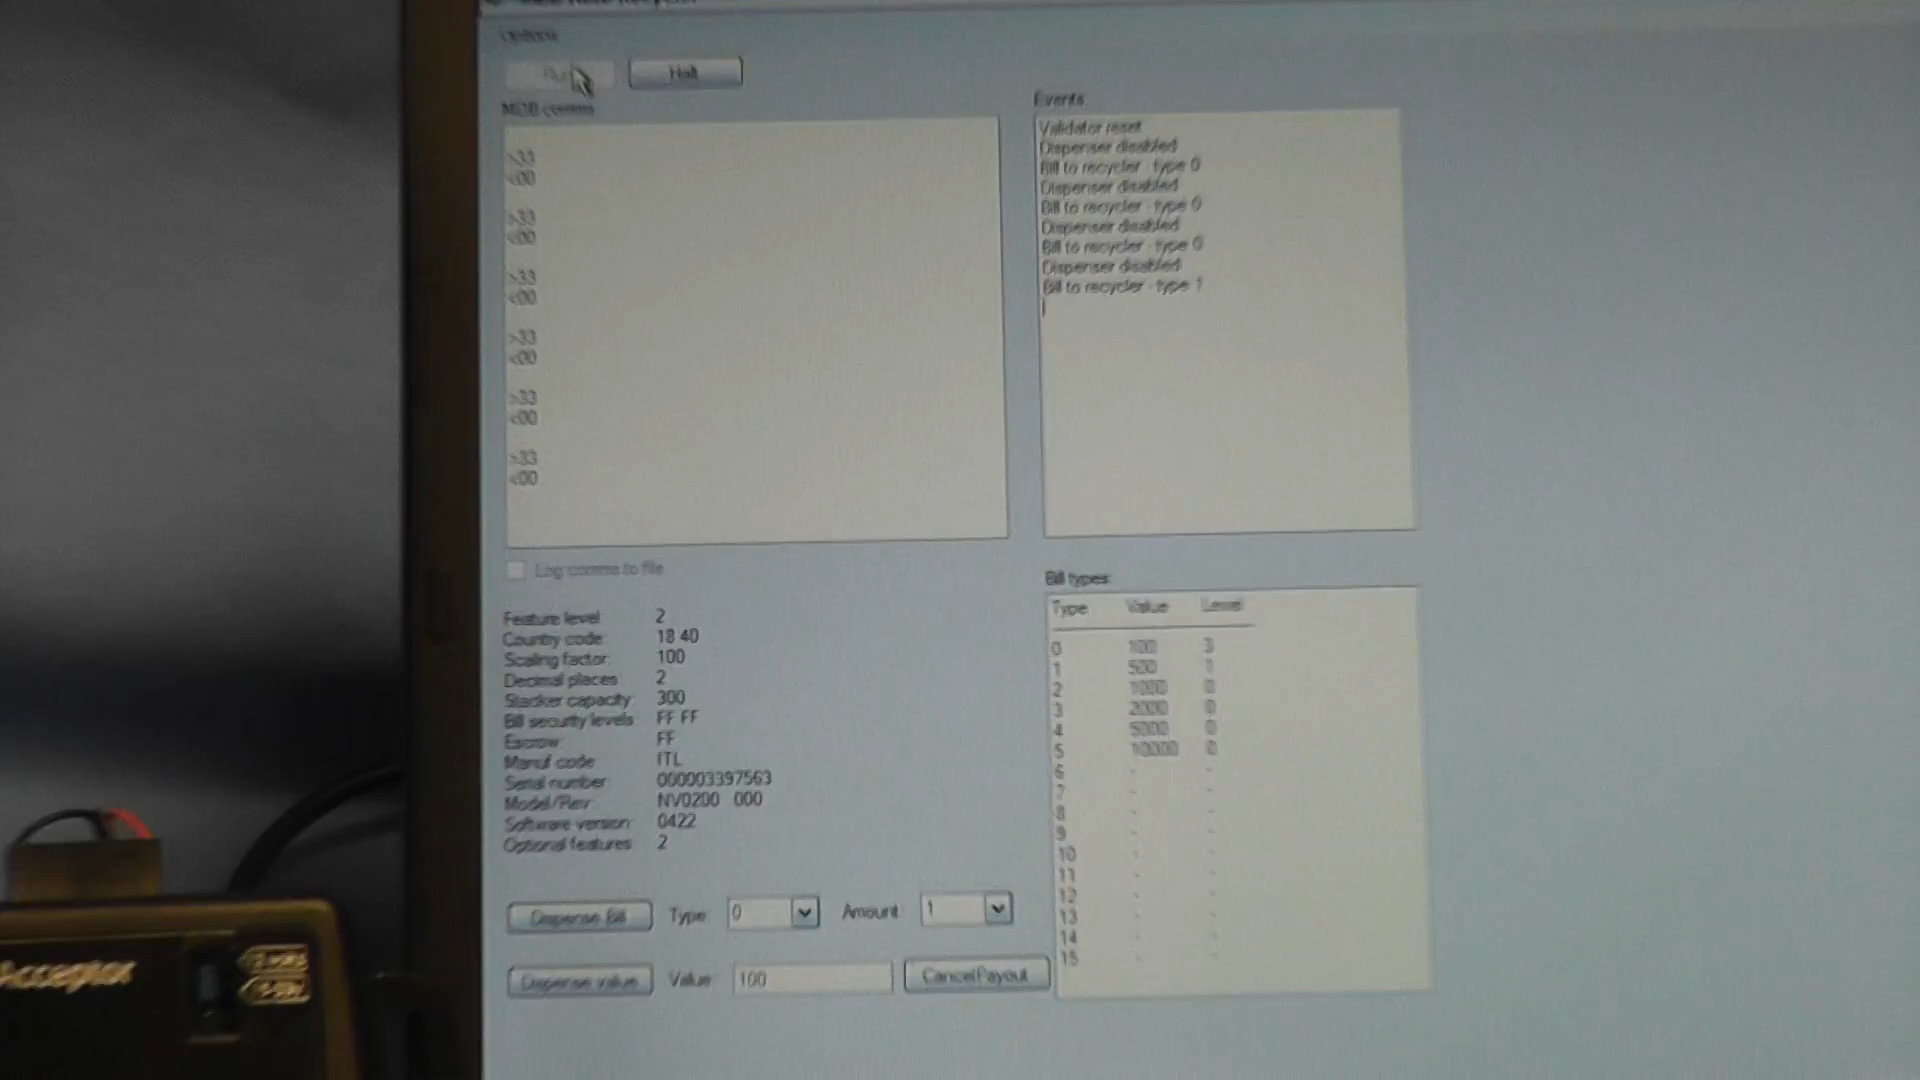 Options
Run Halt
MDB comms
>33
<00
>33
<00
>33
<00
>33
<00
>33
<00
>33
<00
Events
Validator reset
Dispenser disabled
Bill to recycler - type 0
Dispenser disabled
Bill to recycler - type 0
Dispenser disabled
Bill to recycler - type 0
Dispenser disabled
Bill to recycler - type 1
Log comms to file
Feature level 2
Country code: 18 40
Scaling factor: 100
Decimal places 2
Stacker capacity: 300
Bill security levels FF FF
Escrow: FF
Manuf code: ITL
Serial number: 000003397563
Model/Rev: NV0200 000
Software version: 0422
Optional features 2
Bill types
Type Value Level
0 100 3
1 500 1
2 1000 0
3 2000 0
4 5000 0
5 10000 0
6 - -
7 - -
8 - -
9 - -
10 - -
11 - -
12 - -
13 - -
14 - -
15 - -
Dispense Bill Type 0 Amount 1
Dispense value Value 100 CancelPayout
Acceptor